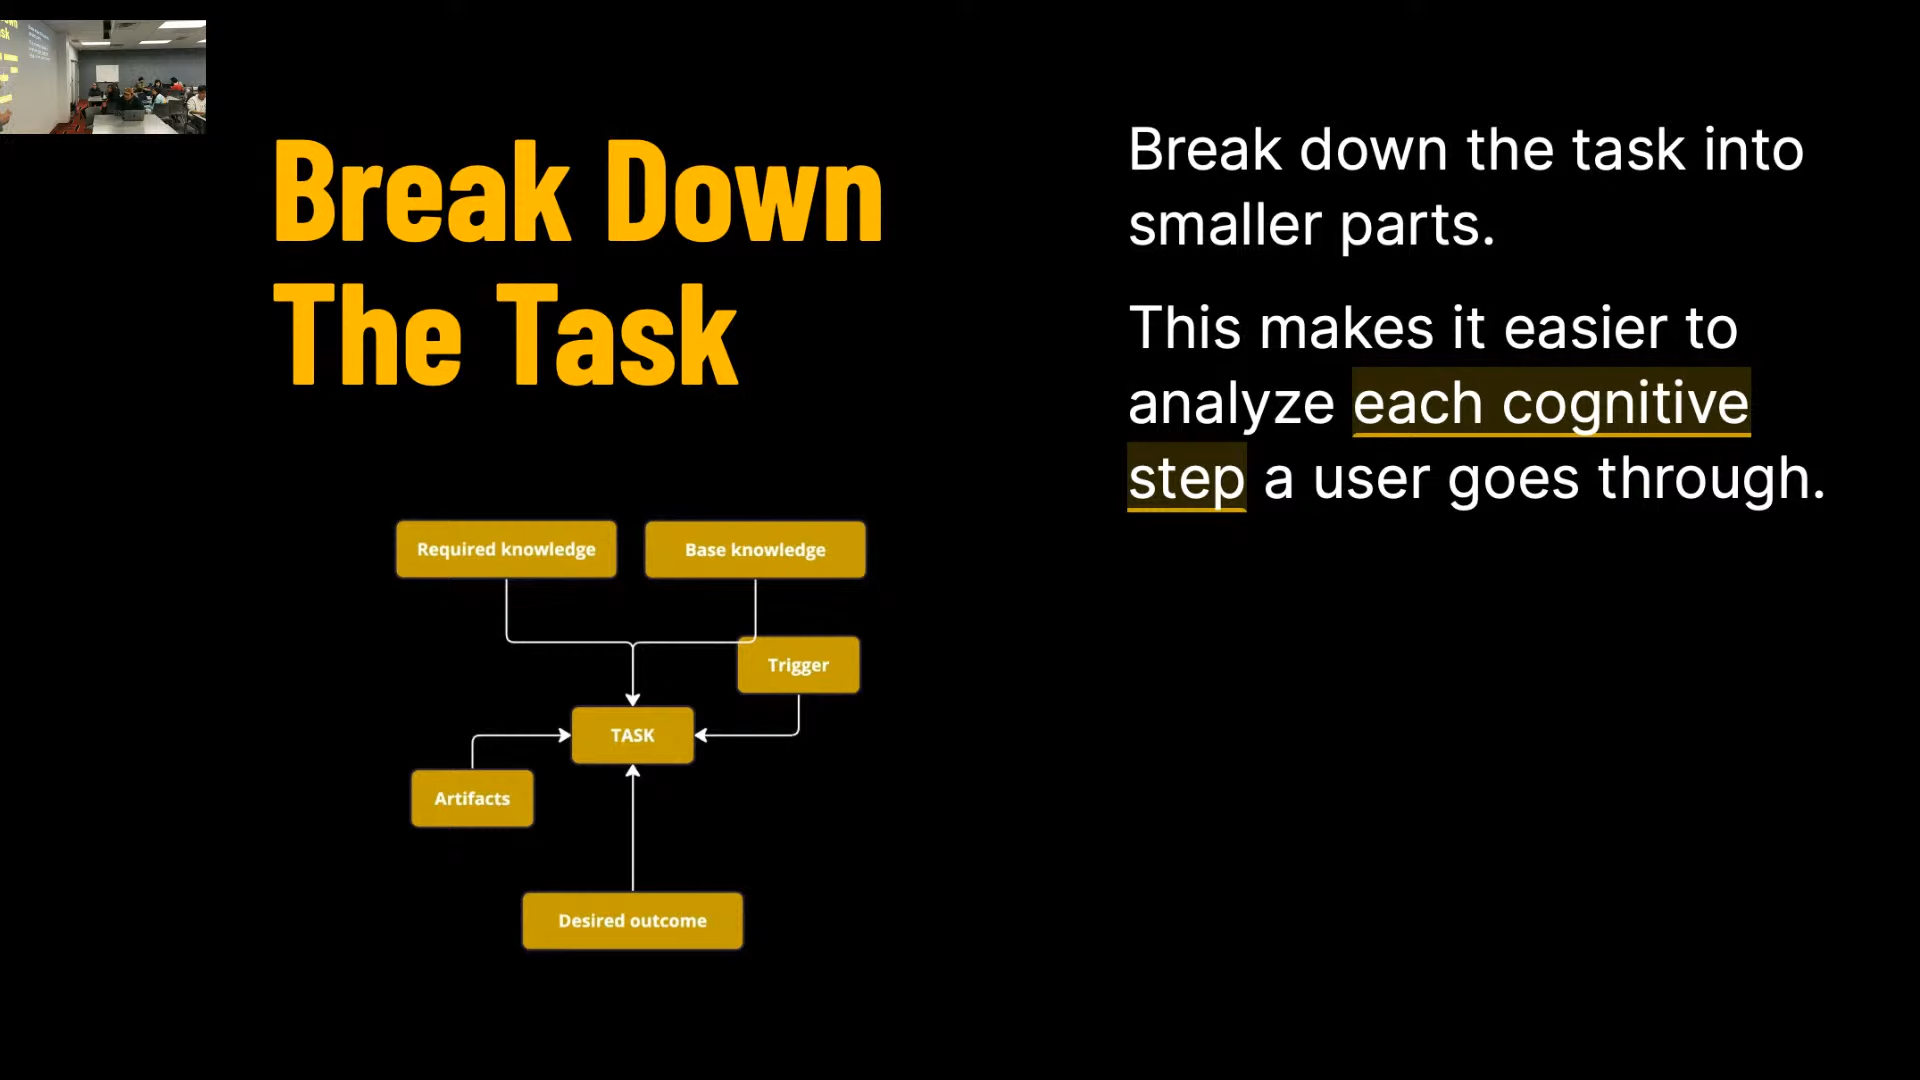 Break Down
The Task
Break down the task into
smaller parts.
This makes it easier to
analyze each cognitive
step a user goes through.
Required knowledge
Base knowledge
Trigger
TASK
Artifacts
Desired outcome